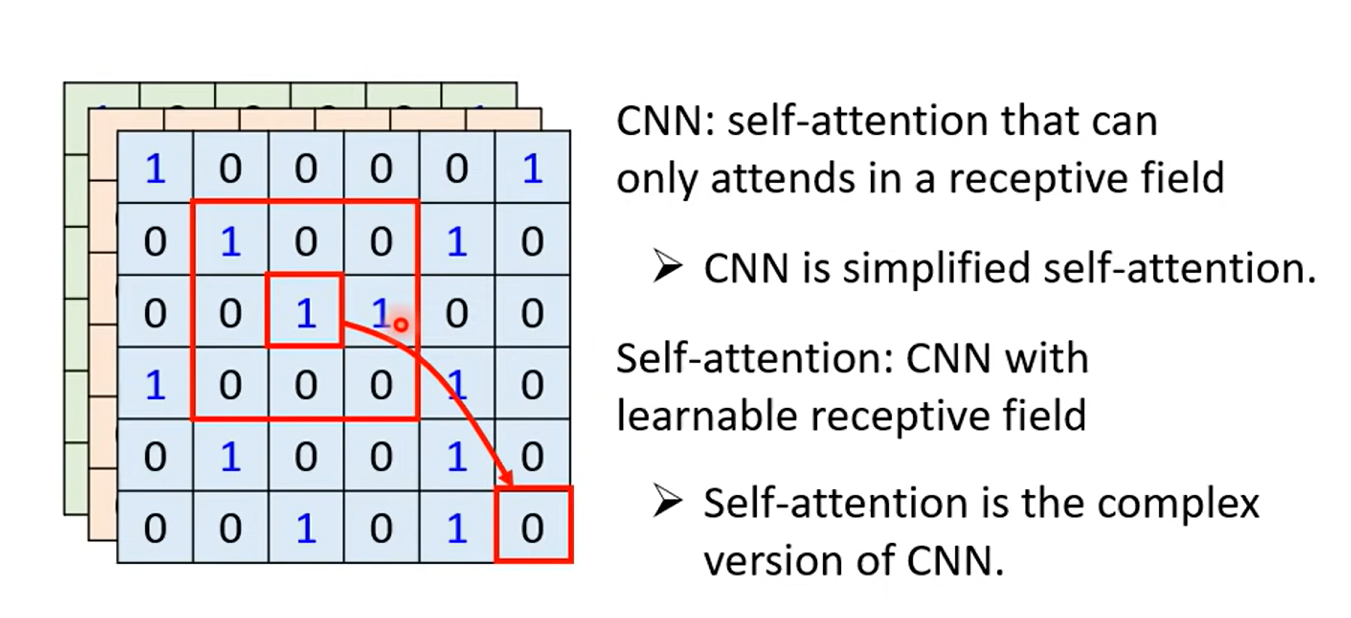 1 0 0 0 0 1
0 1 0 0 1 0
0 0 1 1 0 0
1 0 0 0 1 0
0 1 0 0 1 0
0 0 1 0 1 0
CNN: self-attention that can
only attends in a receptive field
➢ CNN is simplified self-attention.
Self-attention: CNN with
learnable receptive field
➢ Self-attention is the complex
version of CNN.